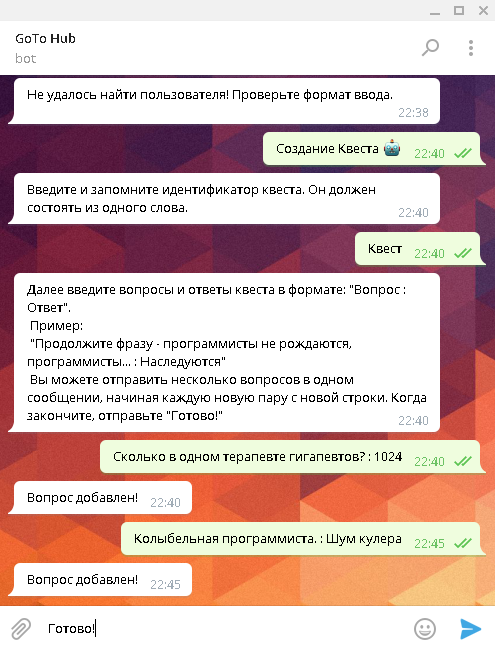 GoTo Hub
bot
Не удалось найти пользователя! Проверьте формат ввода.
22:38
Создание Квеста 🤖 22:40
Введите и запомните идентификатор квеста. Он должен
состоять из одного слова.
22:40
Квест 22:40
Далее введите вопросы и ответы квеста в формате: "Вопрос :
Ответ".
Пример:
"Продолжите фразу - программисты не рождаются,
программисты... : Наследуются"
Вы можете отправить несколько вопросов в одном
сообщении, начиная каждую новую пару с новой строки. Когда
закончите, отправьте "Готово!"
22:40
Сколько в одном терапевте гигапевтов? : 1024 22:40
Вопрос добавлен! 22:40
Колыбельная программиста. : Шум кулера 22:45
Вопрос добавлен! 22:45
Готово!